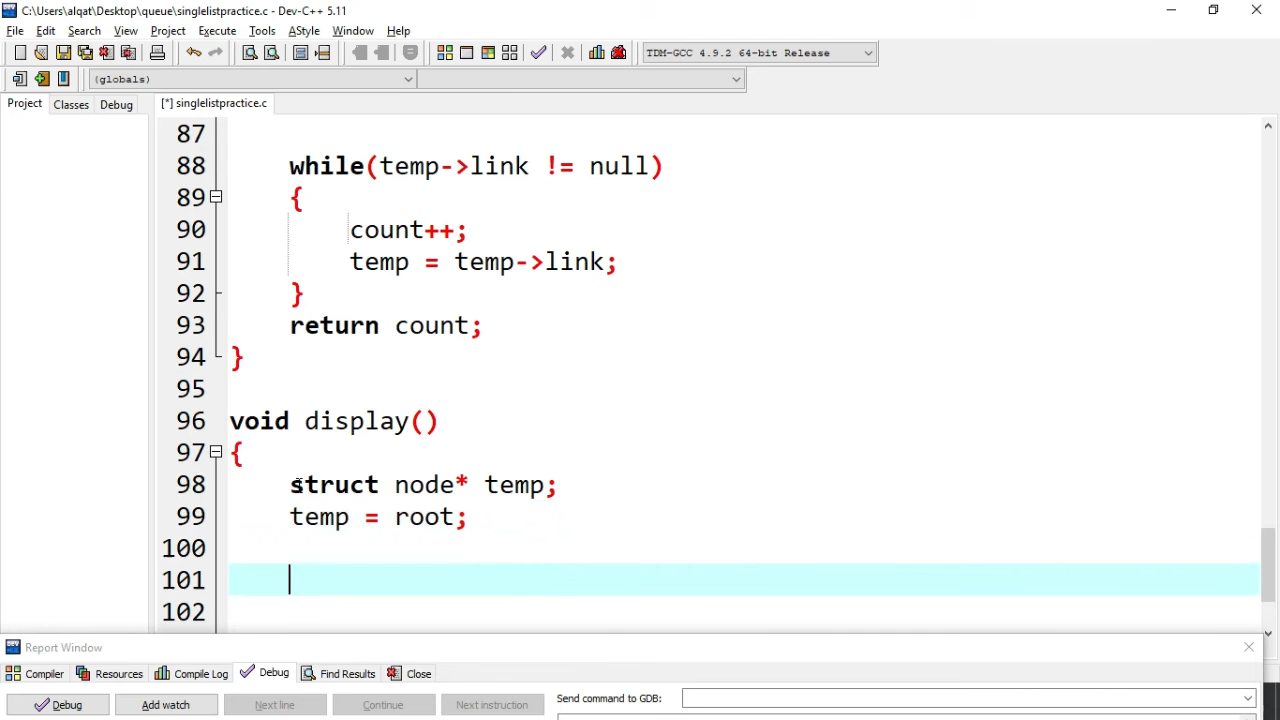 C:\Users\alqat\Desktop\queue\singlelistpractice.c - Dev-C++ 5.11
File Edit Search View Project Execute Tools AStyle Window Help
TDM-GCC 4.9.2 64-bit Release
(globals)
Project Classes Debug [*] singlelistpractice.c
87
88 while(temp->link != null)
89 {
90 count++;
91 temp = temp->link;
92 }
93 return count;
94 }
95
96 void display()
97 {
98 struct node* temp;
99 temp = root;
100
101
102
Report Window
Compiler Resources Compile Log Debug Find Results Close
Debug Add watch Next line Continue Next instruction Send command to GDB: